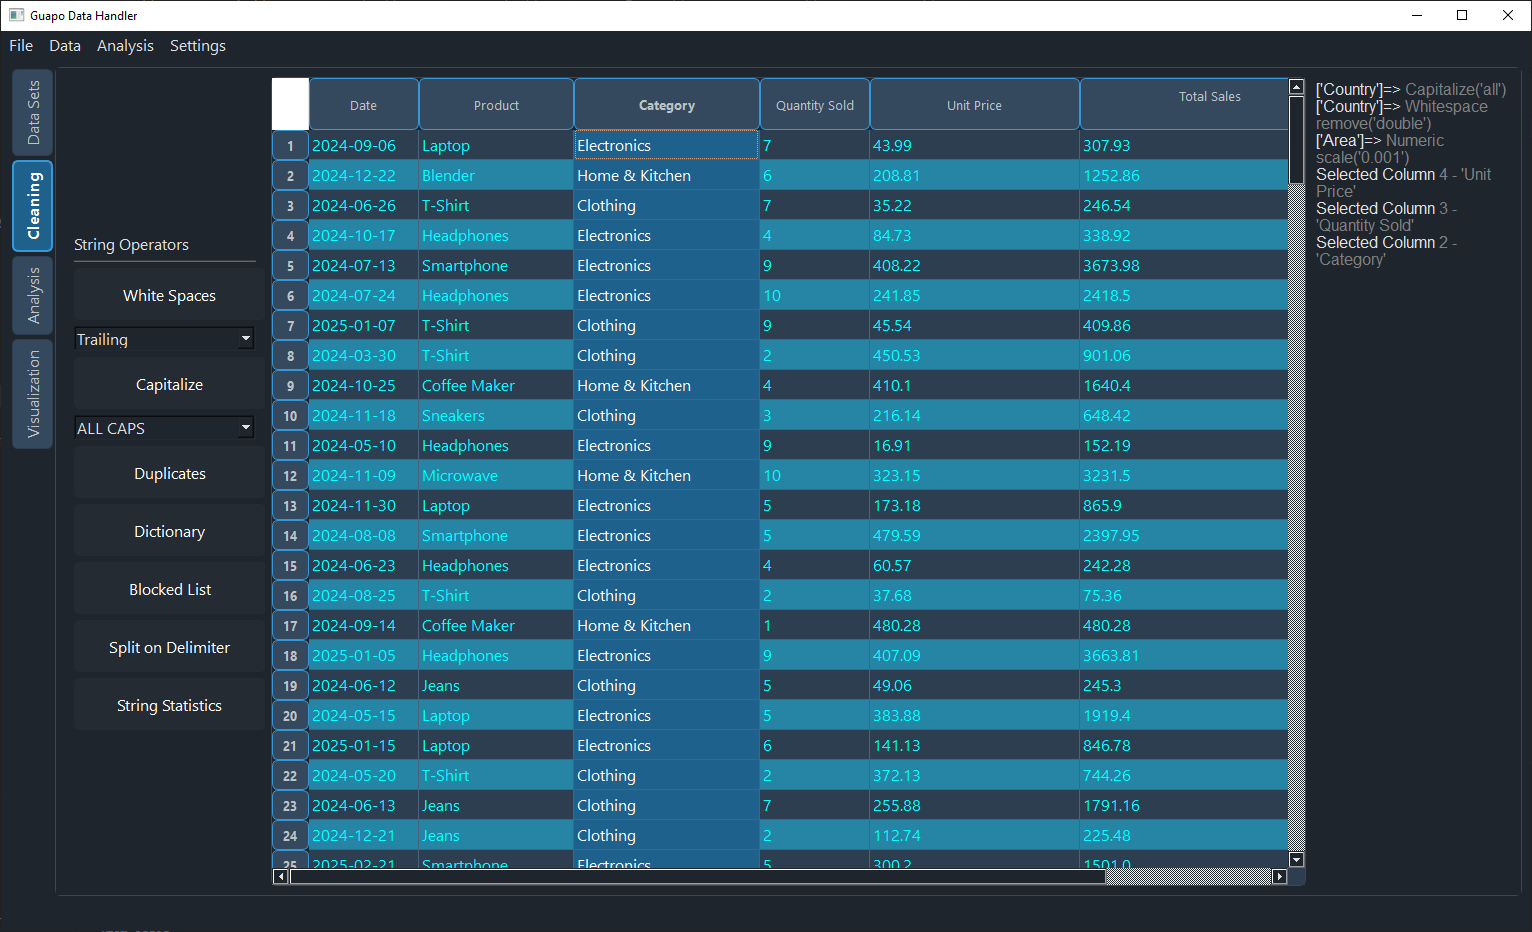 Guapo Data Handler
File Data Analysis Settings
Data Sets
Cleaning
Analysis
Visualization
String Operators
White Spaces
Trailing
Capitalize
ALL CAPS
Duplicates
Dictionary
Blocked List
Split on Delimiter
String Statistics
Date Product Category Quantity Sold Unit Price Total Sales
1 2024-09-06 Laptop Electronics 7 43.99 307.93
2 2024-12-22 Blender Home & Kitchen 6 208.81 1252.86
3 2024-06-26 T-Shirt Clothing 7 35.22 246.54
4 2024-10-17 Headphones Electronics 4 84.73 338.92
5 2024-07-13 Smartphone Electronics 9 408.22 3673.98
6 2024-07-24 Headphones Electronics 10 241.85 2418.5
7 2025-01-07 T-Shirt Clothing 9 45.54 409.86
8 2024-03-30 T-Shirt Clothing 2 450.53 901.06
9 2024-10-25 Coffee Maker Home & Kitchen 4 410.1 1640.4
10 2024-11-18 Sneakers Clothing 3 216.14 648.42
11 2024-05-10 Headphones Electronics 9 16.91 152.19
12 2024-11-09 Microwave Home & Kitchen 10 323.15 3231.5
13 2024-11-30 Laptop Electronics 5 173.18 865.9
14 2024-08-08 Smartphone Electronics 5 479.59 2397.95
15 2024-06-23 Headphones Electronics 4 60.57 242.28
16 2024-08-25 T-Shirt Clothing 2 37.68 75.36
17 2024-09-14 Coffee Maker Home & Kitchen 1 480.28 480.28
18 2025-01-05 Headphones Electronics 9 407.09 3663.81
19 2024-06-12 Jeans Clothing 5 49.06 245.3
20 2024-05-15 Laptop Electronics 5 383.88 1919.4
21 2025-01-15 Laptop Electronics 6 141.13 846.78
22 2024-05-20 T-Shirt Clothing 2 372.13 744.26
23 2024-06-13 Jeans Clothing 7 255.88 1791.16
24 2024-12-21 Jeans Clothing 2 112.74 225.48
25 2025-02-21 Smartphone Electronics 5 300.2 1501.0
['Country']=> Capitalize('all')
['Country']=> Whitespace
remove('double')
['Area']=> Numeric
scale('0.001')
Selected Column 4 - 'Unit
Price'
Selected Column 3 -
'Quantity Sold'
Selected Column 2 -
'Category'